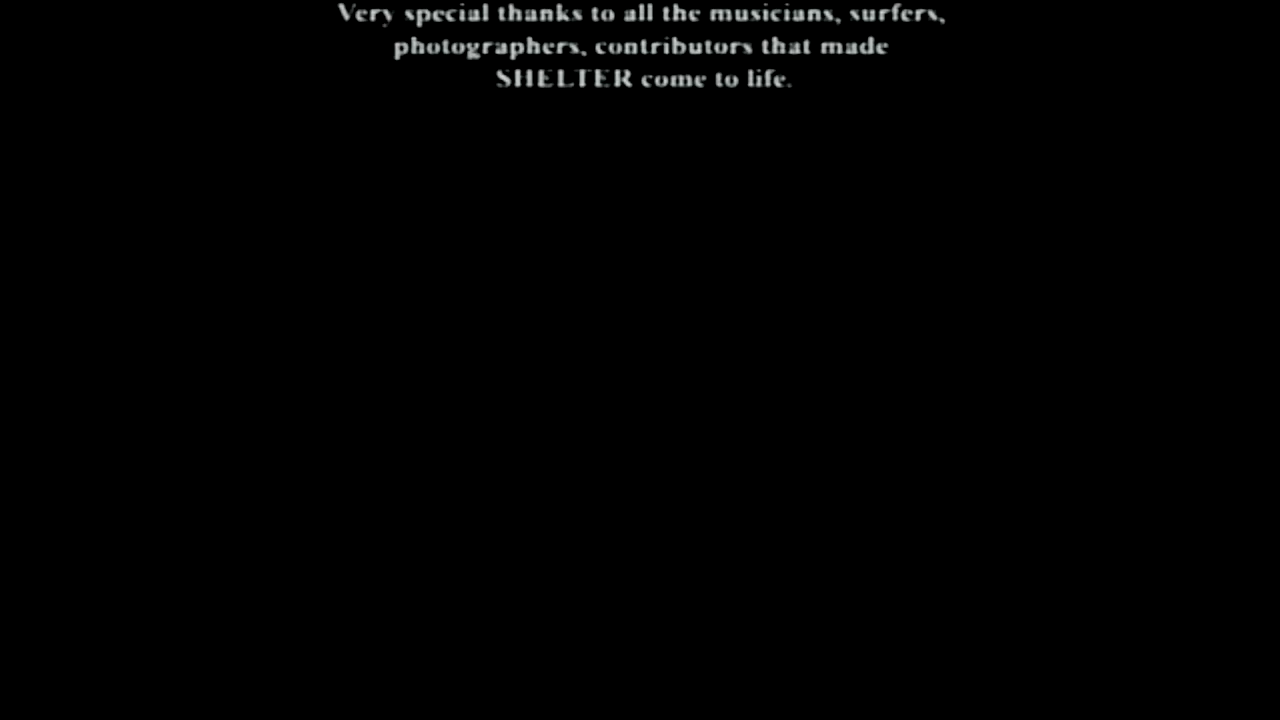 Very special thanks to all the musicians, surfers,
photographers, contributors that made
SHELTER come to life.